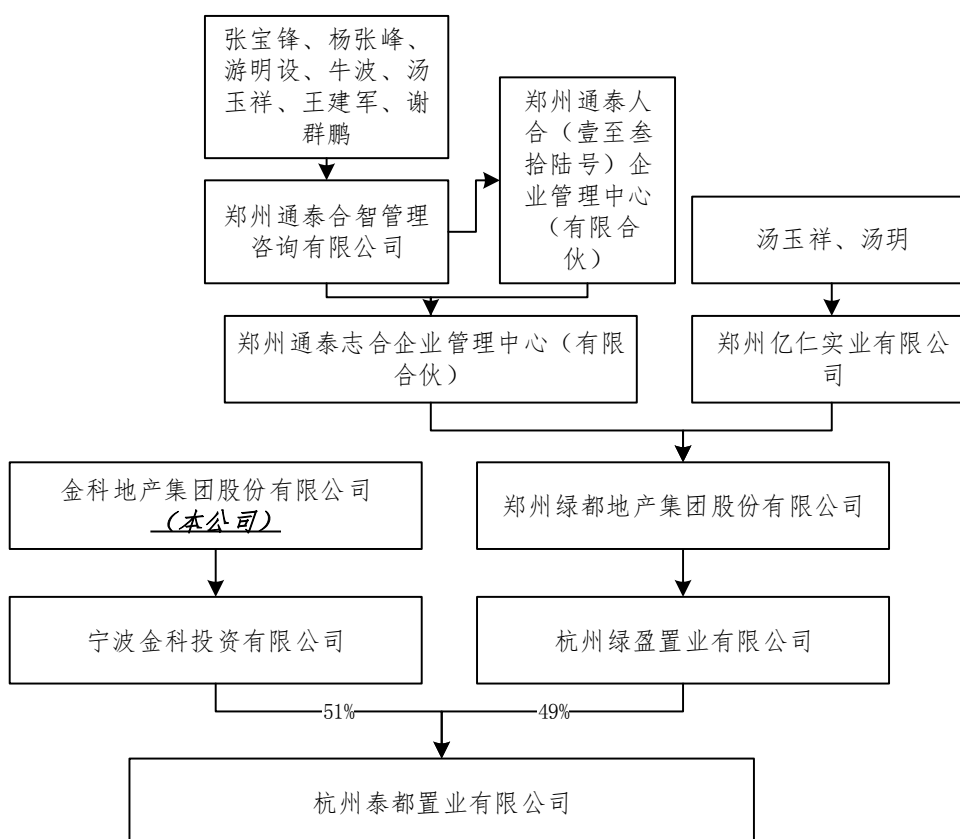 张宝锋、杨张峰、
游明设、牛波、汤
玉祥、王建军、谢
群鹏
郑州通泰人
合（壹至叁
拾陆号）企
业管理中心
（有限合
伙）
郑州通泰合智管理
咨询有限公司
汤玉祥、汤玥
郑州通泰志合企业管理中心（有限
合伙）
郑州亿仁实业有限公
司
金科地产集团股份有限公司
（本公司）
郑州绿都地产集团股份有限公司
宁波金科投资有限公司
杭州绿盈置业有限公司
51%
49%
杭州泰都置业有限公司